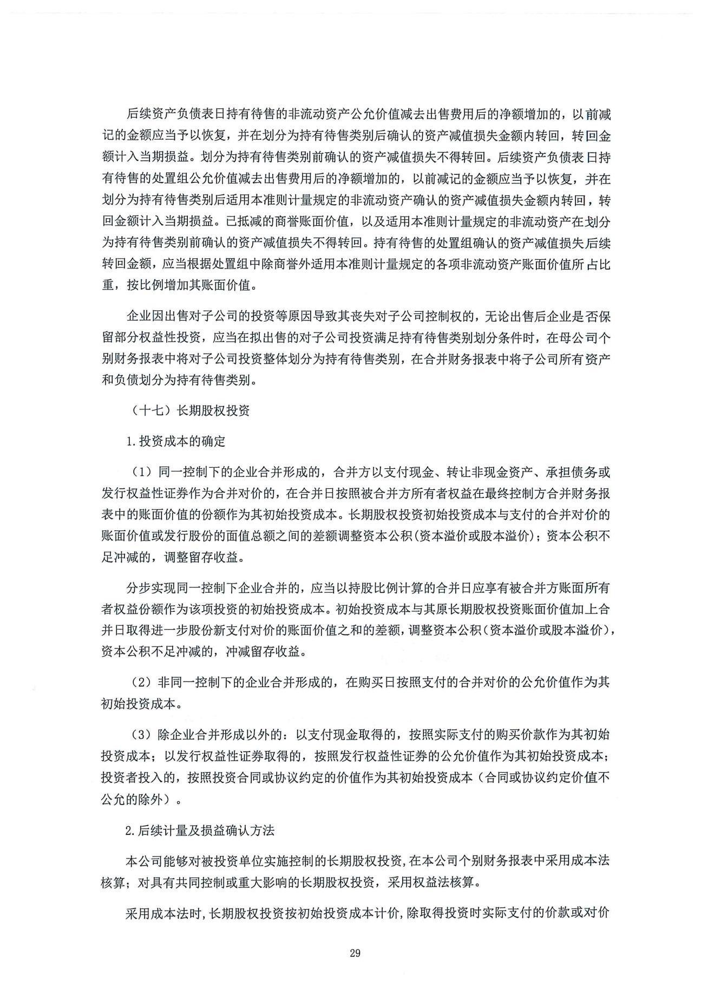 后续资产负债表日持有待售的非流动资产公允价值减去出售费用后的净额增加的，以前减
记的金额应当予以恢复，并在划分为持有待售类别后确认的资产减值损失金额内转回，转回金
额计入当期损益。划分为持有待售类别前确认的资产减值损失不得转回。后续资产负债表日持
有待售的处置组公允价值减去出售费用后的净额增加的，以前减记的金额应当予以恢复，并在
划分为持有待售类别后适用本准则计量规定的非流动资产确认的资产减值损失金额内转回，转
回金额计入当期损益。已抵减的商誉账面价值，以及适用本准则计量规定的非流动资产在划分
为持有待售类别前确认的资产减值损失不得转回。持有待售的处置组确认的资产减值损失后续
转回金额，应当根据处置组中除商誉外适用本准则计量规定的各项非流动资产账面价值所占比
重，按比例增加其账面价值。
企业因出售对子公司的投资等原因导致其丧失对子公司控制权的，无论出售后企业是否保
留部分权益性投资，应当在拟出售的对子公司投资满足持有待售类别划分条件时，在母公司个
别财务报表中将对子公司投资整体划分为持有待售类别，在合并财务报表中将子公司所有资产
和负债划分为持有待售类别。
（十七）长期股权投资
1.投资成本的确定
（1）同一控制下的企业合并形成的，合并方以支付现金、转让非现金资产、承担债务或
发行权益性证券作为合并对价的，在合并日按照被合并方所有者权益在最终控制方合并财务报
表中的账面价值的份额作为其初始投资成本。长期股权投资初始投资成本与支付的合并对价的
账面价值或发行股份的面值总额之间的差额调整资本公积(资本溢价或股本溢价)；资本公积不
足冲减的，调整留存收益。
分步实现同一控制下企业合并的，应当以持股比例计算的合并日应享有被合并方账面所有
者权益份额作为该项投资的初始投资成本。初始投资成本与其原长期股权投资账面价值加上合
并日取得进一步股份新支付对价的账面价值之和的差额，调整资本公积（资本溢价或股本溢价），
资本公积不足冲减的，冲减留存收益。
（2）非同一控制下的企业合并形成的，在购买日按照支付的合并对价的公允价值作为其
初始投资成本。
（3）除企业合并形成以外的：以支付现金取得的，按照实际支付的购买价款作为其初始
投资成本；以发行权益性证券取得的，按照发行权益性证券的公允价值作为其初始投资成本；
投资者投入的，按照投资合同或协议约定的价值作为其初始投资成本（合同或协议约定价值不
公允的除外）。
2.后续计量及损益确认方法
本公司能够对被投资单位实施控制的长期股权投资,在本公司个别财务报表中采用成本法
核算；对具有共同控制或重大影响的长期股权投资，采用权益法核算。
采用成本法时,长期股权投资按初始投资成本计价,除取得投资时实际支付的价款或对价
29